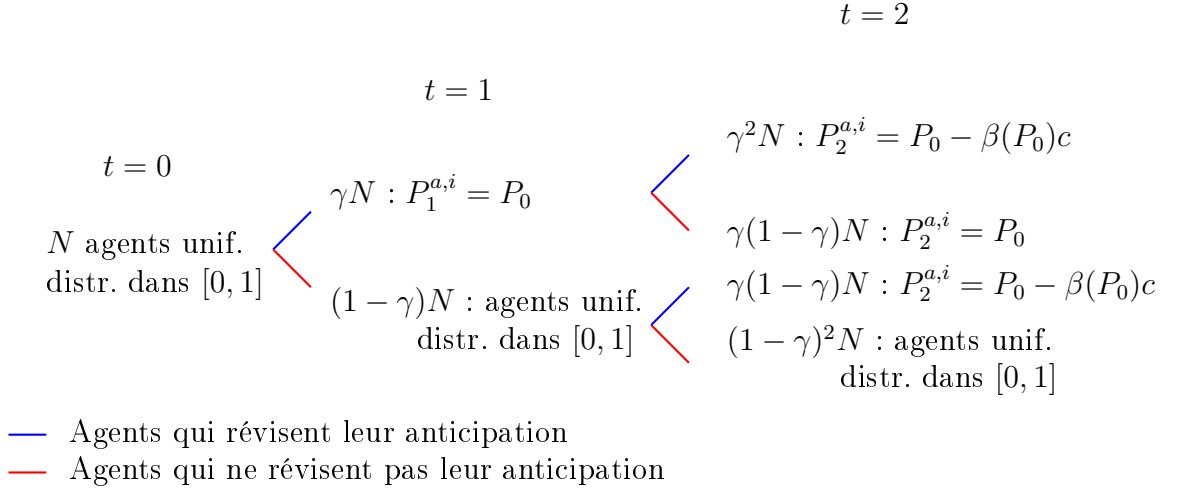 t = 2
t = 1
t = 0
γ²N : P₂^{a,i} = P₀ − β(P₀)c
γN : P₁^{a,i} = P₀
γ(1 − γ)N : P₂^{a,i} = P₀
N agents unif.
distr. dans [0, 1]
γ(1 − γ)N : P₂^{a,i} = P₀ − β(P₀)c
(1 − γ)N : agents unif.
distr. dans [0, 1]
(1 − γ)²N : agents unif.
distr. dans [0, 1]
Agents qui révisent leur anticipation
Agents qui ne révisent pas leur anticipation